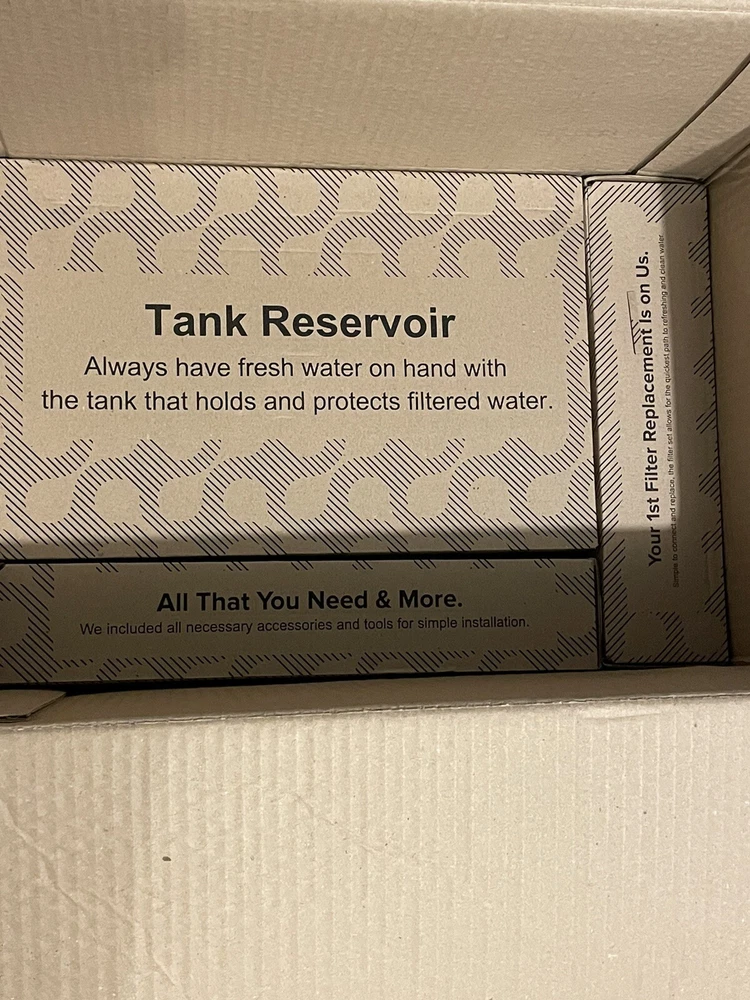 Tank Reservoir
Always have fresh water on hand with
the tank that holds and protects filtered water.
All That You Need & More.
We included all necessary accessories and tools for simple installation.
Your 1st Filter Replacement Is on Us.
Simple to connect and replace, the filter set allows for the quickest path to refreshing and clean water.